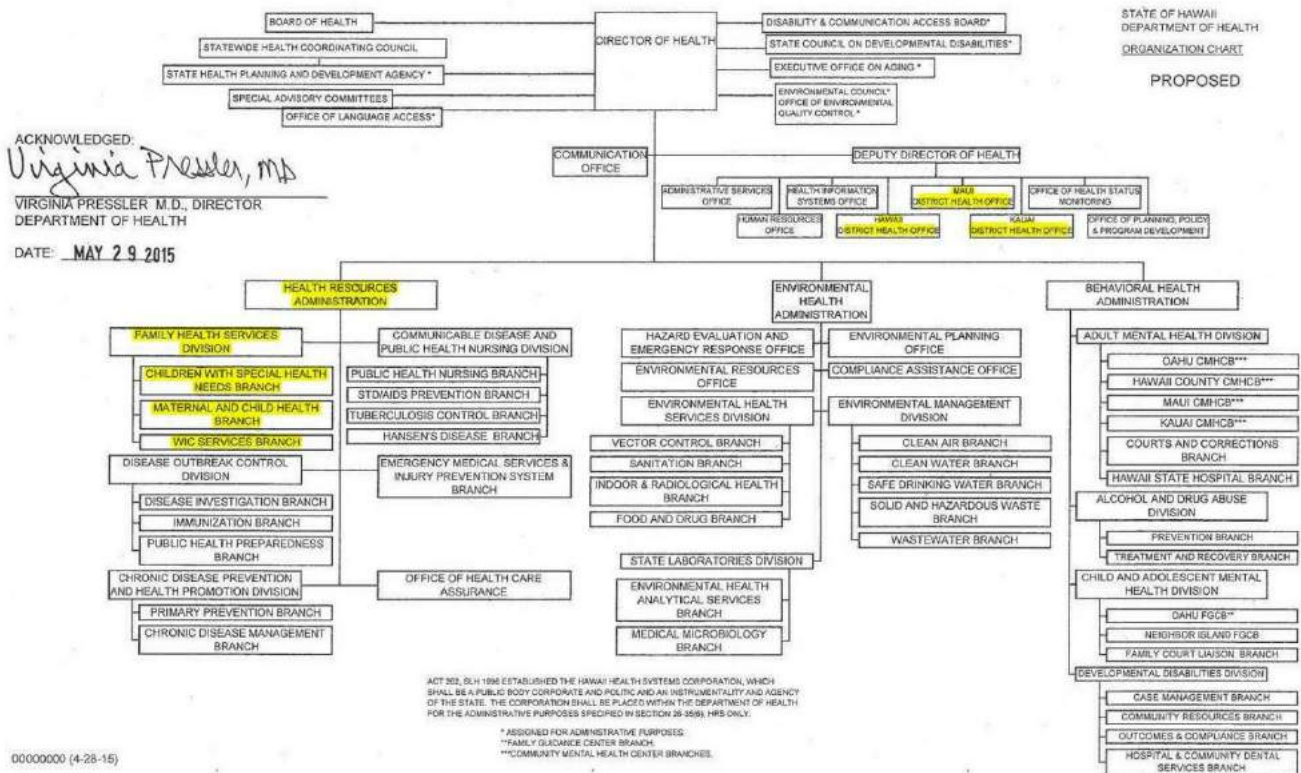 STATE OF HAWAII
DEPARTMENT OF HEALTH
ORGANIZATION CHART
PROPOSED
BOARD OF HEALTH
STATEWIDE HEALTH COORDINATING COUNCIL
STATE HEALTH PLANNING AND DEVELOPMENT AGENCY *
SPECIAL ADVISORY COMMITTEES
OFFICE OF LANGUAGE ACCESS*
DIRECTOR OF HEALTH
DISABILITY & COMMUNICATION ACCESS BOARD*
STATE COUNCIL ON DEVELOPMENTAL DISABILITIES*
EXECUTIVE OFFICE ON AGING *
ENVIRONMENTAL COUNCIL*
OFFICE OF ENVIRONMENTAL
QUALITY CONTROL *
ACKNOWLEDGED:
Virginia Pressler, MD
VIRGINIA PRESSLER M.D., DIRECTOR
DEPARTMENT OF HEALTH
DATE: MAY 29 2015
COMMUNICATION
OFFICE
DEPUTY DIRECTOR OF HEALTH
ADMINISTRATIVE SERVICES
OFFICE
HEALTH INFORMATION
SYSTEMS OFFICE
MAUI
DISTRICT HEALTH OFFICE
OFFICE OF HEALTH STATUS
MONITORING
HUMAN RESOURCES
OFFICE
HAWAII
DISTRICT HEALTH OFFICE
KAUAI
DISTRICT HEALTH OFFICE
OFFICE OF PLANNING, POLICY
& PROGRAM DEVELOPMENT
HEALTH RESOURCES
ADMINISTRATION
FAMILY HEALTH SERVICES
DIVISION
CHILDREN WITH SPECIAL HEALTH
NEEDS BRANCH
MATERNAL AND CHILD HEALTH
BRANCH
WIC SERVICES BRANCH
COMMUNICABLE DISEASE AND
PUBLIC HEALTH NURSING DIVISION
PUBLIC HEALTH NURSING BRANCH
STD/AIDS PREVENTION BRANCH
TUBERCULOSIS CONTROL BRANCH
HANSEN'S DISEASE BRANCH
DISEASE OUTBREAK CONTROL
DIVISION
DISEASE INVESTIGATION BRANCH
IMMUNIZATION BRANCH
PUBLIC HEALTH PREPAREDNESS
BRANCH
EMERGENCY MEDICAL SERVICES &
INJURY PREVENTION SYSTEM
BRANCH
CHRONIC DISEASE PREVENTION
AND HEALTH PROMOTION DIVISION
PRIMARY PREVENTION BRANCH
CHRONIC DISEASE MANAGEMENT
BRANCH
OFFICE OF HEALTH CARE
ASSURANCE
ENVIRONMENTAL
HEALTH
ADMINISTRATION
HAZARD EVALUATION AND
EMERGENCY RESPONSE OFFICE
ENVIRONMENTAL PLANNING
OFFICE
ENVIRONMENTAL RESOURCES
OFFICE
COMPLIANCE ASSISTANCE OFFICE
ENVIRONMENTAL HEALTH
SERVICES DIVISION
VECTOR CONTROL BRANCH
SANITATION BRANCH
INDOOR & RADIOLOGICAL HEALTH
BRANCH
FOOD AND DRUG BRANCH
ENVIRONMENTAL MANAGEMENT
DIVISION
CLEAN AIR BRANCH
CLEAN WATER BRANCH
SAFE DRINKING WATER BRANCH
SOLID AND HAZARDOUS WASTE
BRANCH
WASTEWATER BRANCH
STATE LABORATORIES DIVISION
ENVIRONMENTAL HEALTH
ANALYTICAL SERVICES
BRANCH
MEDICAL MICROBIOLOGY
BRANCH
BEHAVIORAL HEALTH
ADMINISTRATION
ADULT MENTAL HEALTH DIVISION
OAHU CMHCB***
HAWAII COUNTY CMHCB***
MAUI CMHCB***
KAUAI CMHCB***
COURTS AND CORRECTIONS
BRANCH
HAWAII STATE HOSPITAL BRANCH
ALCOHOL AND DRUG ABUSE
DIVISION
PREVENTION BRANCH
TREATMENT AND RECOVERY BRANCH
CHILD AND ADOLESCENT MENTAL
HEALTH DIVISION
OAHU FGCB**
NEIGHBOR ISLAND FGCB
FAMILY COURT LIAISON BRANCH
DEVELOPMENTAL DISABILITIES DIVISION
CASE MANAGEMENT BRANCH
COMMUNITY RESOURCES BRANCH
OUTCOMES & COMPLIANCE BRANCH
HOSPITAL & COMMUNITY DENTAL
SERVICES BRANCH
ACT 262, SLH 1996 ESTABLISHED THE HAWAII HEALTH SYSTEMS CORPORATION, WHICH
SHALL BE A PUBLIC BODY CORPORATE AND POLITIC AND AN INSTRUMENTALITY AND AGENCY
OF THE STATE. THE CORPORATION SHALL BE PLACED WITHIN THE DEPARTMENT OF HEALTH
FOR THE ADMINISTRATIVE PURPOSES SPECIFIED IN SECTION 26-35(6), HRS ONLY.
* ASSIGNED FOR ADMINISTRATIVE PURPOSES.
**FAMILY GUIDANCE CENTER BRANCH.
***COMMUNITY MENTAL HEALTH CENTER BRANCHES.
00000000 (4-28-15)